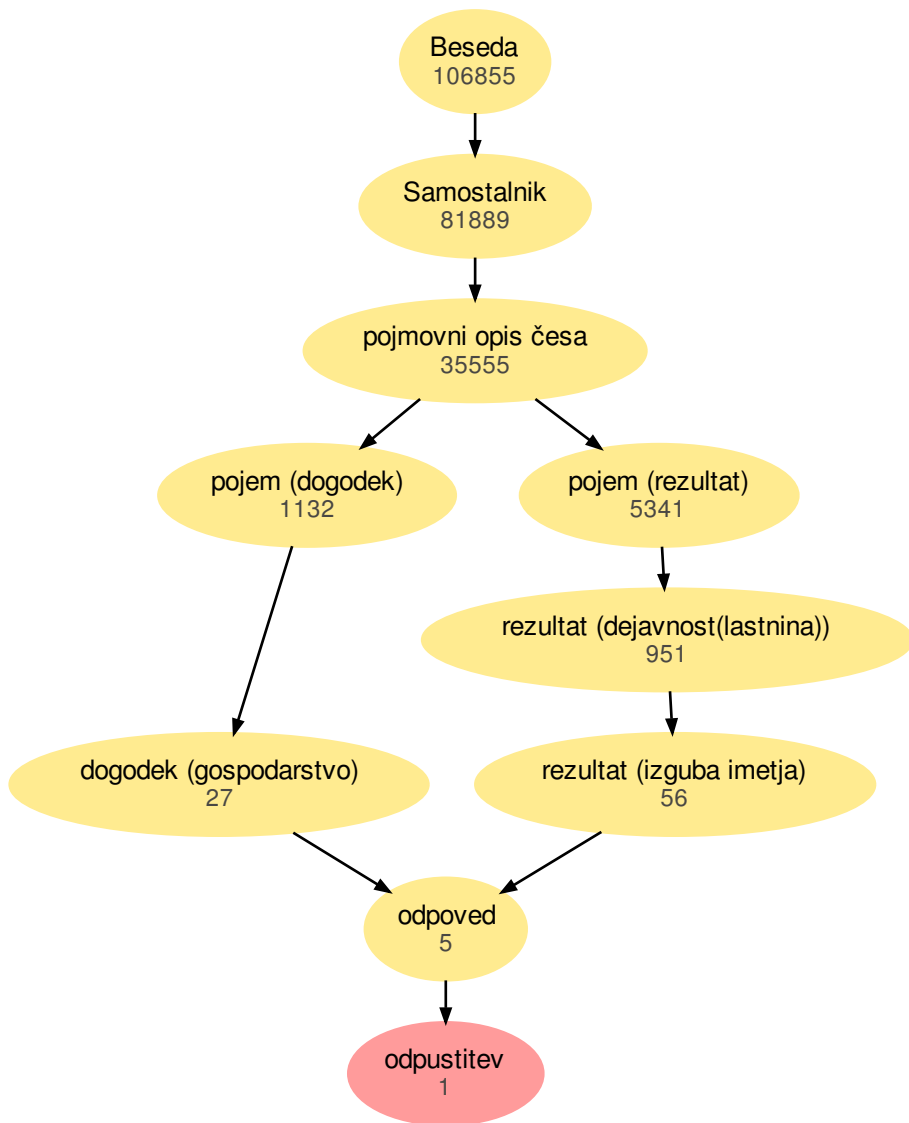 Beseda
106855
Samostalnik
81889
pojmovni opis česa
35555
pojem (dogodek)
1132
pojem (rezultat)
5341
rezultat (dejavnost(lastnina))
951
dogodek (gospodarstvo)
27
rezultat (izguba imetja)
56
odpoved
5
odpustitev
1